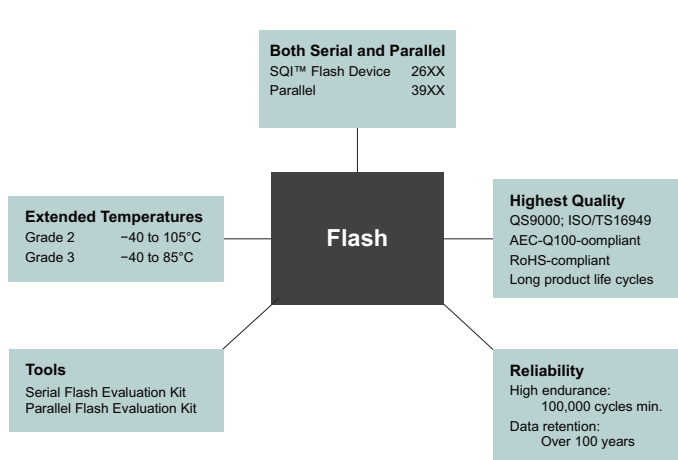 Both Serial and Parallel
SQI™ Flash Device 26XX
Parallel 39XX
Extended Temperatures
Grade 2 −40 to 105°C
Grade 3 −40 to 85°C
Flash
Highest Quality
QS9000; ISO/TS16949
AEC-Q100-oompliant
RoHS-compliant
Long product life cycles
Tools
Serial Flash Evaluation Kit
Parallel Flash Evaluation Kit
Reliability
High endurance:
100,000 cycles min.
Data retention:
Over 100 years